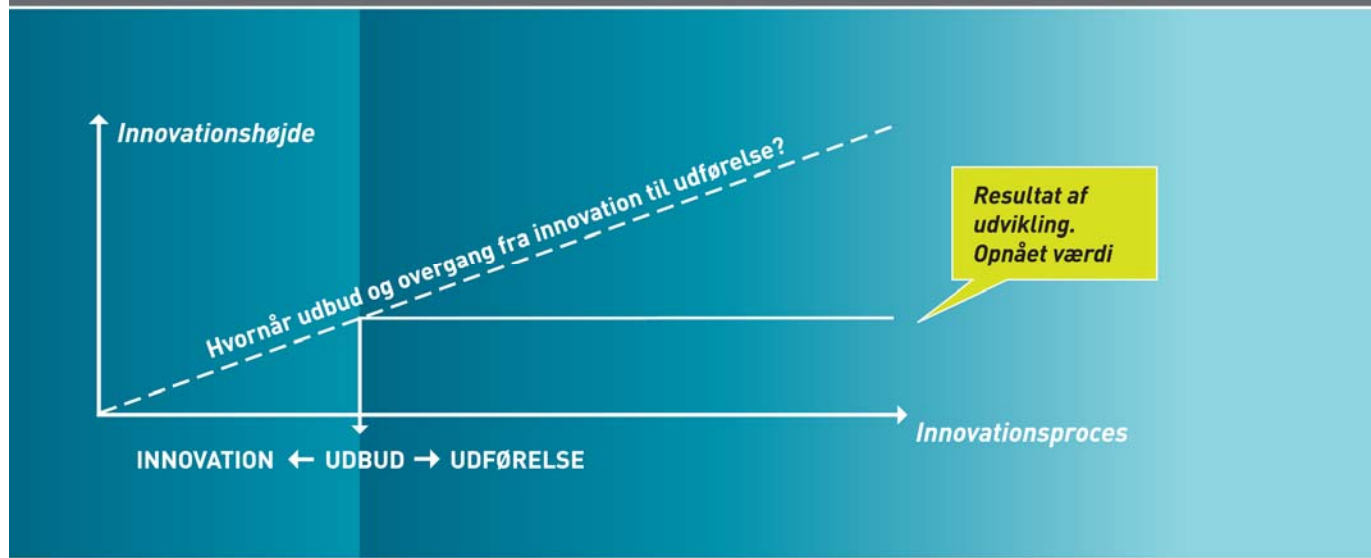 Innovationshøjde
Hvornår udbud og overgang fra innovation til udførelse?
Resultat af
udvikling.
Opnået værdi
Innovationsproces
INNOVATION ← UDBUD → UDFØRELSE